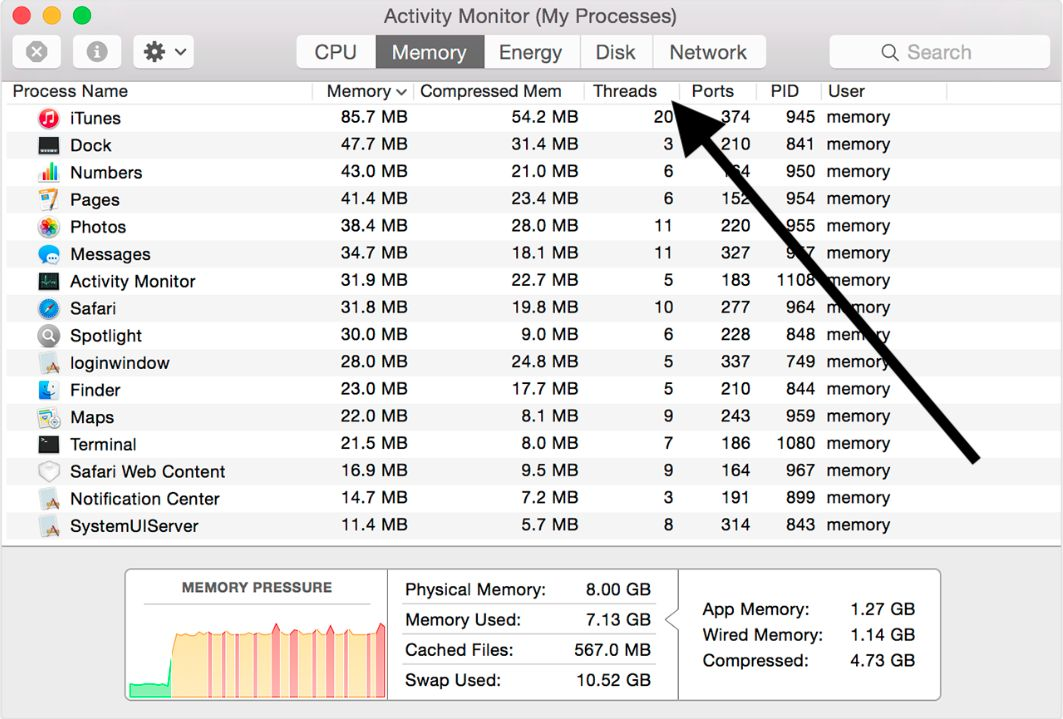 Activity Monitor (My Processes)
CPU Memory Energy Disk Network Search
Process Name Memory Compressed Mem Threads Ports PID User
iTunes 85.7 MB 54.2 MB 20 374 945 memory
Dock 47.7 MB 31.4 MB 3 210 841 memory
Numbers 43.0 MB 21.0 MB 6 950 memory
Pages 41.4 MB 23.4 MB 6 152 954 memory
Photos 38.4 MB 28.0 MB 11 220 955 memory
Messages 34.7 MB 18.1 MB 11 327 memory
Activity Monitor 31.9 MB 22.7 MB 5 183 1108 memory
Safari 31.8 MB 19.8 MB 10 277 964 memory
Spotlight 30.0 MB 9.0 MB 6 228 848 memory
loginwindow 28.0 MB 24.8 MB 5 337 749 memory
Finder 23.0 MB 17.7 MB 5 210 844 memory
Maps 22.0 MB 8.1 MB 9 243 959 memory
Terminal 21.5 MB 8.0 MB 7 186 1080 memory
Safari Web Content 16.9 MB 9.5 MB 9 164 967 memory
Notification Center 14.7 MB 7.2 MB 3 191 899 memory
SystemUIServer 11.4 MB 5.7 MB 8 314 843 memory
MEMORY PRESSURE
Physical Memory: 8.00 GB
Memory Used: 7.13 GB
Cached Files: 567.0 MB
Swap Used: 10.52 GB
App Memory: 1.27 GB
Wired Memory: 1.14 GB
Compressed: 4.73 GB